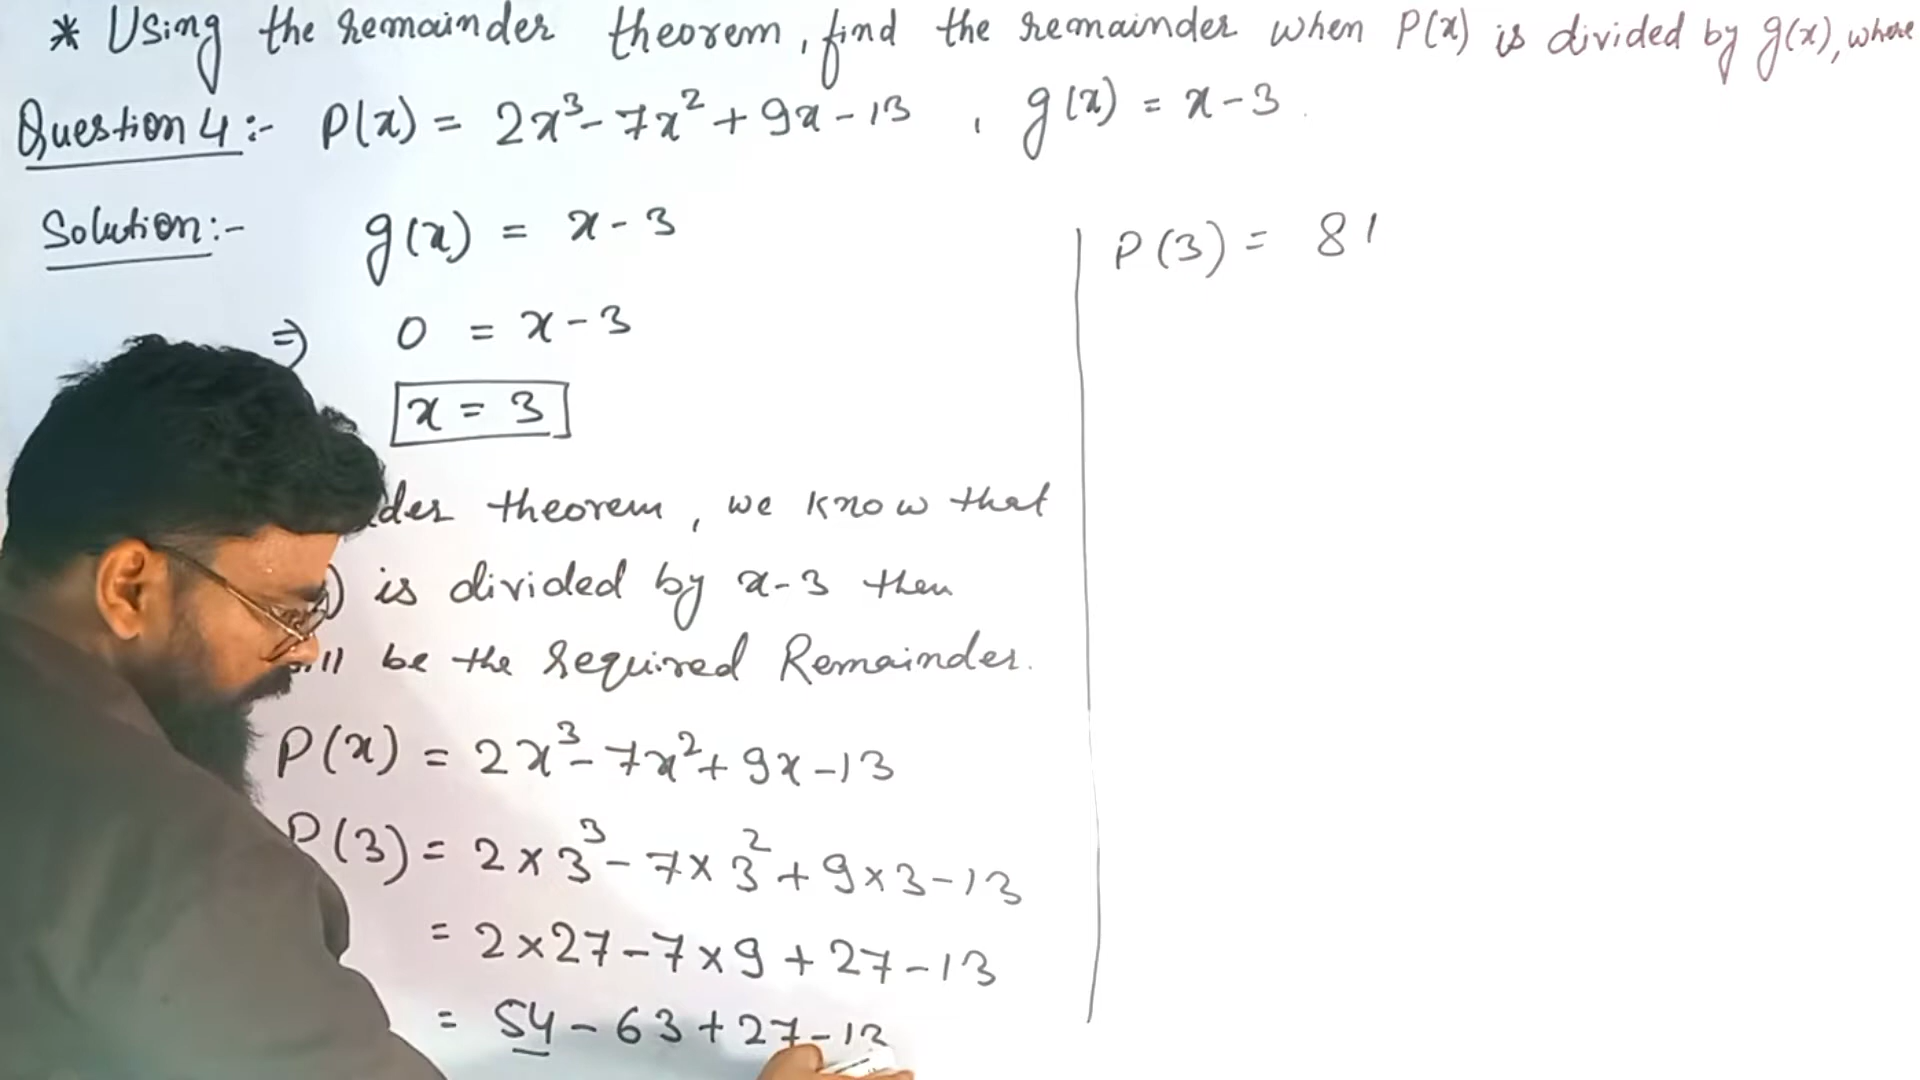 * Using the remainder theorem, find the remainder when P(x) is divided by g(x), where
Question 4:- P(x) = 2x³-7x²+9x-13 , g(x) = x-3.
Solution:- g(x) = x-3
⇒ 0 = x-3
x = 3
der theorem, we know that
) is divided by x-3 then
ll be the required Remainder.
P(x) = 2x³-7x²+9x-13
P(3) = 2×3³-7×3²+9×3-13
= 2×27-7×9+27-13
= 54-63+27-13
P(3) = 81